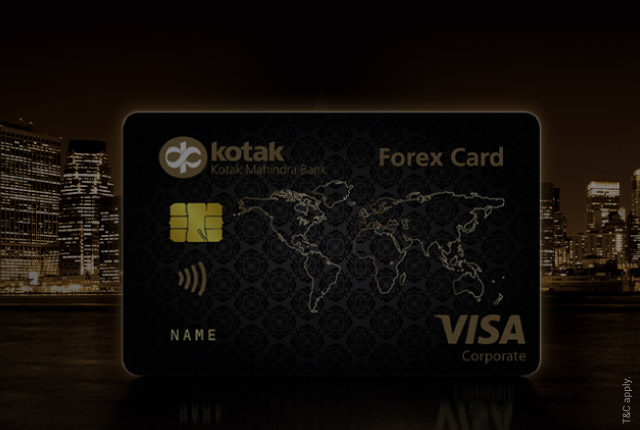 kotak
Kotak Mahindra Bank
Forex Card
NAME
VISA
Corporate
T&C apply.